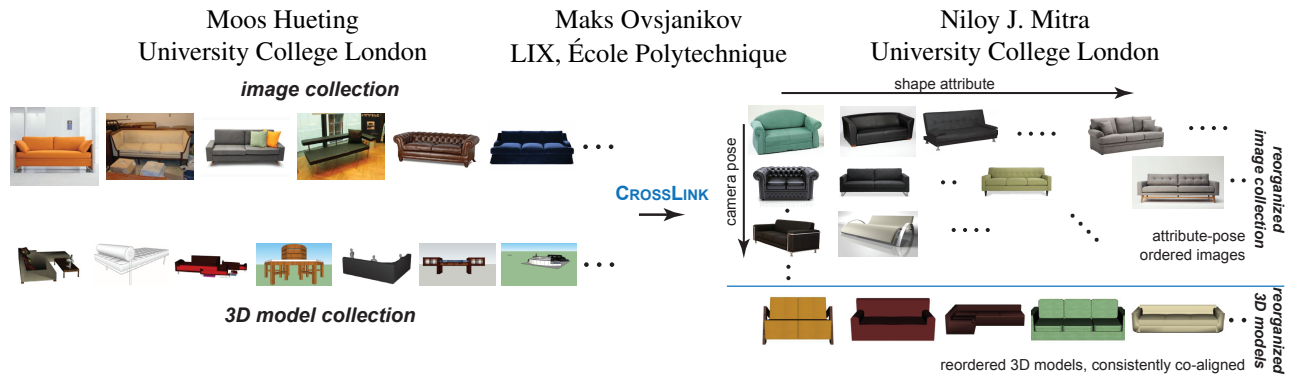 Moos Hueting
University College London
Maks Ovsjanikov
LIX, École Polytechnique
Niloy J. Mitra
University College London
image collection
3D model collection
CROSSLINK
shape attribute
camera pose
attribute-pose
ordered images
reorganized
image collection
reorganized
3D models
reordered 3D models, consistently co-aligned